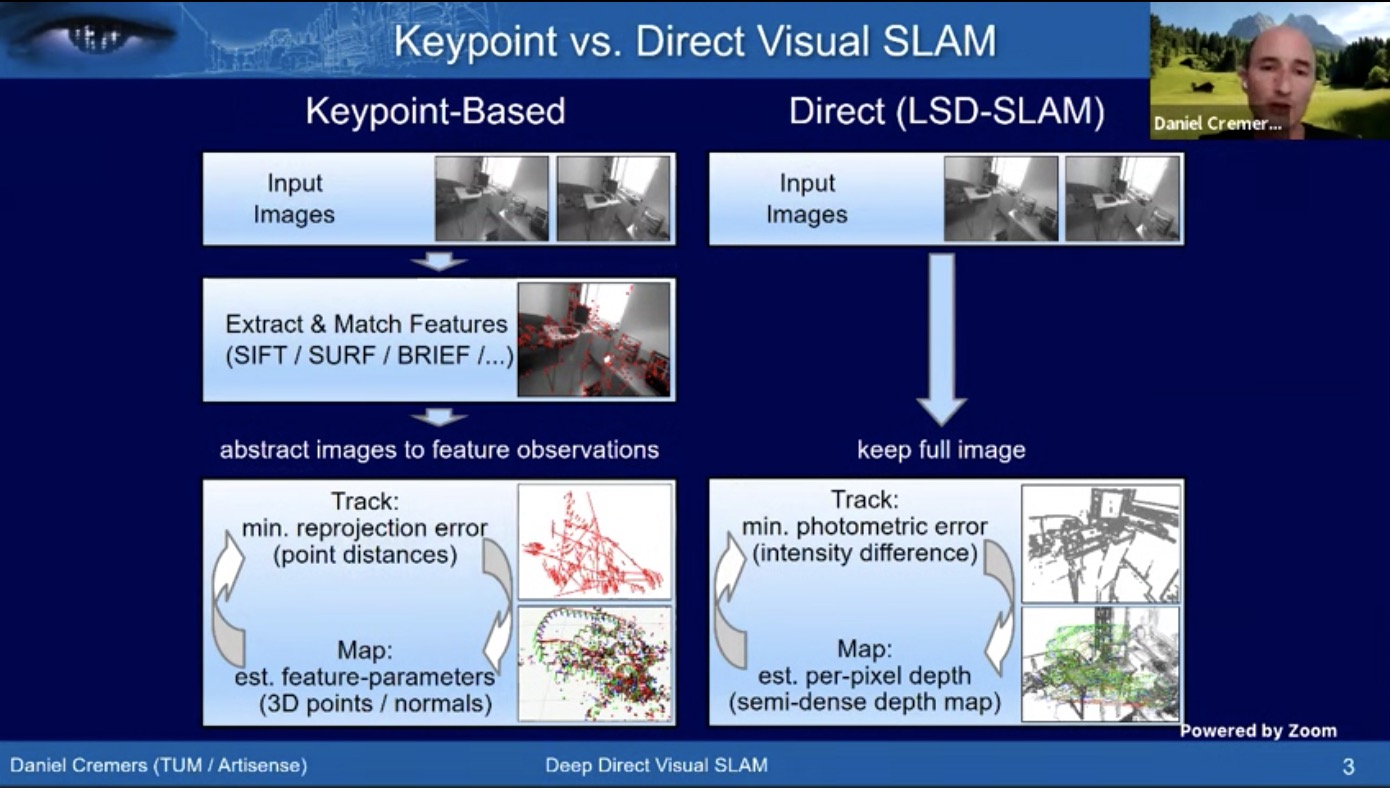 Keypoint vs. Direct Visual SLAM
Daniel Cremer...
Keypoint-Based
Input
Images
Extract & Match Features
(SIFT / SURF / BRIEF /...)
abstract images to feature observations
Track:
min. reprojection error
(point distances)
Map:
est. feature-parameters
(3D points / normals)
Direct (LSD-SLAM)
Input
Images
keep full image
Track:
min. photometric error
(intensity difference)
Map:
est. per-pixel depth
(semi-dense depth map)
Powered by Zoom
Daniel Cremers (TUM / Artisense)
Deep Direct Visual SLAM
3